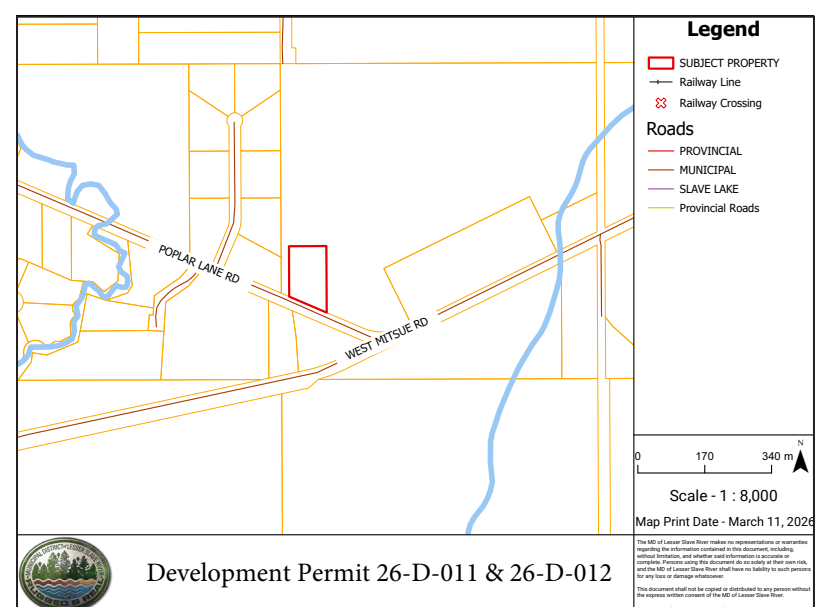 Legend
SUBJECT PROPERTY
Railway Line
Railway Crossing
Roads
PROVINCIAL
MUNICIPAL
SLAVE LAKE
Provincial Roads
POPLAR LANE RD
WEST MITSUE RD
N
0 170 340 m
Scale - 1 : 8,000
Map Print Date - March 11, 2026
Development Permit 26-D-011 & 26-D-012
The MD of Lesser Slave River makes no representations or warranties
regarding the information contained in this document, including,
without limitation, and whether said information is accurate or
complete. Persons using this document do so solely at their own risk,
and the MD of Lesser Slave River shall have no liability to such persons
for any loss or damage whatsoever.
This document shall not be copied or distributed to any person without
the express written consent of the MD of Lesser Slave River.